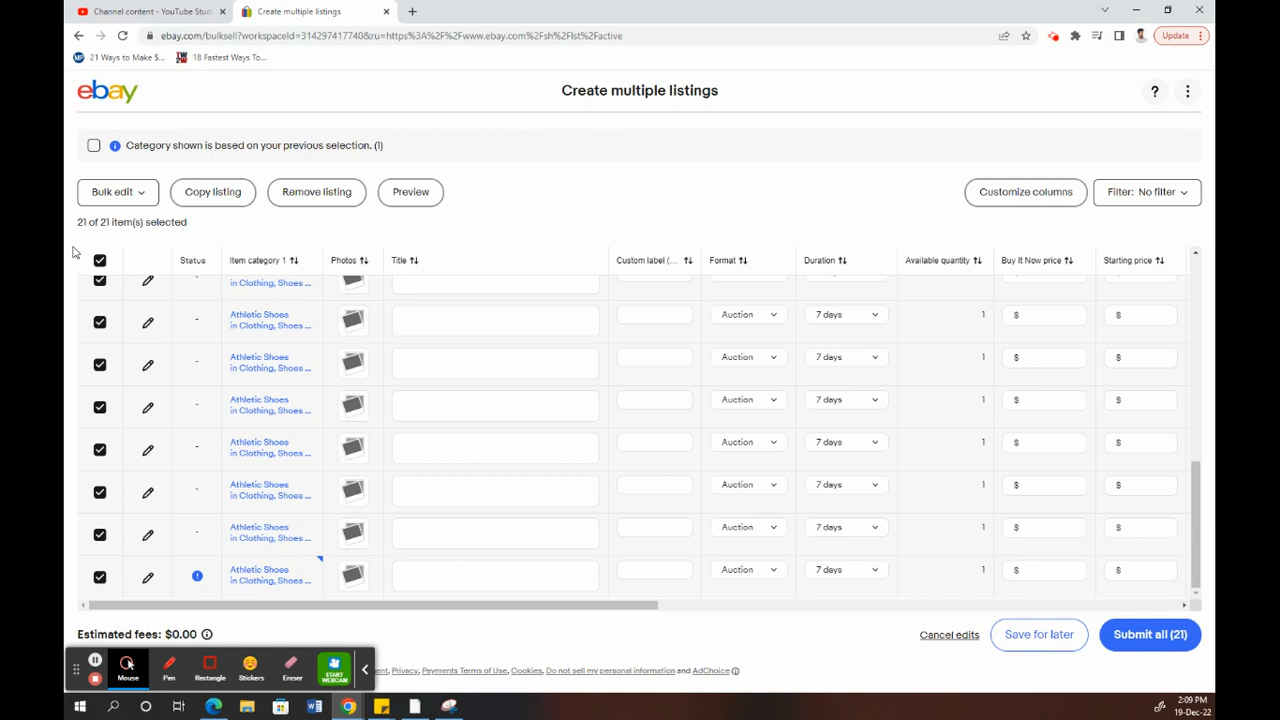 Channel content - YouTube Stud
Create multiple listings
ebay.com/bulksell?workspaceId=314297417740&ru=https%3A%2F%2Fwww.ebay.com%2Fsh%2Flst%2Factive
Update
21 Ways to Make $...
18 Fastest Ways To...
ebay
Create multiple listings
?
Category shown is based on your previous selection. (1)
Bulk edit
Copy listing
Remove listing
Preview
Customize columns
Filter: No filter
21 of 21 item(s) selected
Status
Item category 1
Photos
Title
Custom label (...
Format
Duration
Available quantity
Buy It Now price
Starting price
-
in Clothing, Shoes ...
- Athletic Shoes Auction 7 days 1 $ $
in Clothing, Shoes ...
- Athletic Shoes Auction 7 days 1 $ $
in Clothing, Shoes ...
- Athletic Shoes Auction 7 days 1 $ $
in Clothing, Shoes ...
- Athletic Shoes Auction 7 days 1 $ $
in Clothing, Shoes ...
- Athletic Shoes Auction 7 days 1 $ $
in Clothing, Shoes ...
- Athletic Shoes Auction 7 days 1 $ $
in Clothing, Shoes ...
Athletic Shoes Auction 7 days 1 $ $
in Clothing, Shoes ...
Estimated fees: $0.00
Cancel edits
Save for later
Submit all (21)
Mouse
Pen
Rectangle
Stickers
Eraser
START
WEBCAM
Privacy, Payments Terms of Use, Cookies, Do not sell my personal information and AdChoice
2:09 PM
19-Dec-22